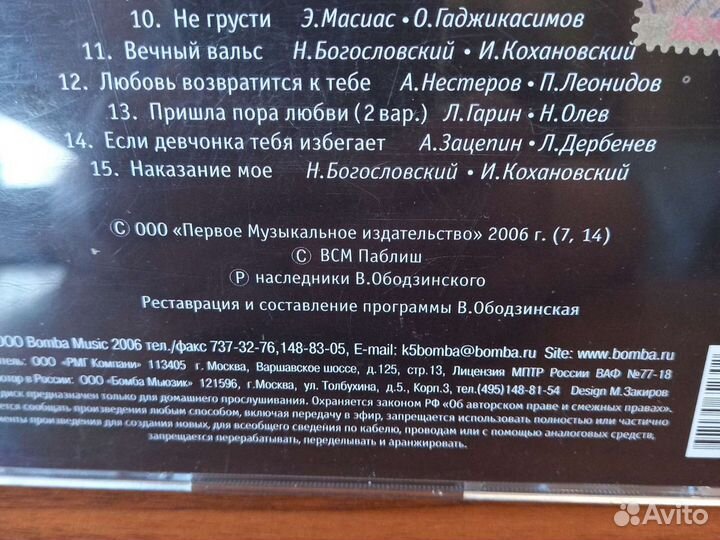 10. Не грусти Э.Масиас • О.Гаджикасимов
11. Вечный вальс Н.Богословский • И.Кохановский
12. Любовь возвратится к тебе А.Нестеров • П.Леонидов
13. Пришла пора любви (2 вар.) Л.Гарин • Н.Олев
14. Если девчонка тебя избегает А.Зацепин • Л.Дербенев
15. Наказание мое Н.Богословский • И.Кохановский
© ООО «Первое Музыкальное издательство» 2006 г. (7, 14)
© ВСМ Паблиш
℗ наследники В.Ободзинского
Реставрация и составление программы В.Ободзинская
ООО Bomba Music 2006 тел./факс 737-32-76,148-83-05, E-mail: k5bomba@bomba.ru Site: www.bomba.ru
тель: ООО «РМГ Компани» 113405 г. Москва, Варшавское шоссе, д.125, стр.13, Лицензия МПТР России ВАФ №77-18
мотор в России: ООО «Бомба Мьюзик» 121596, г.Москва, ул. Толбухина, д.5., Корп.3, тел.(495)148-81-54 Design М.Закиров
диск предназначен только для домашнего прослушивания. Охраняется законом РФ «Об авторском праве и смежных правах».
ается сообщать произведения любым способом, включая передачу в эфир, запрещается использовать полностью или частично
менты произведения для создания новых, для всеобщего сведения по кабелю, проводам или с помощью аналоговых средств,
запрещается перерабатывать, переделывать и аранжировать.
Avito